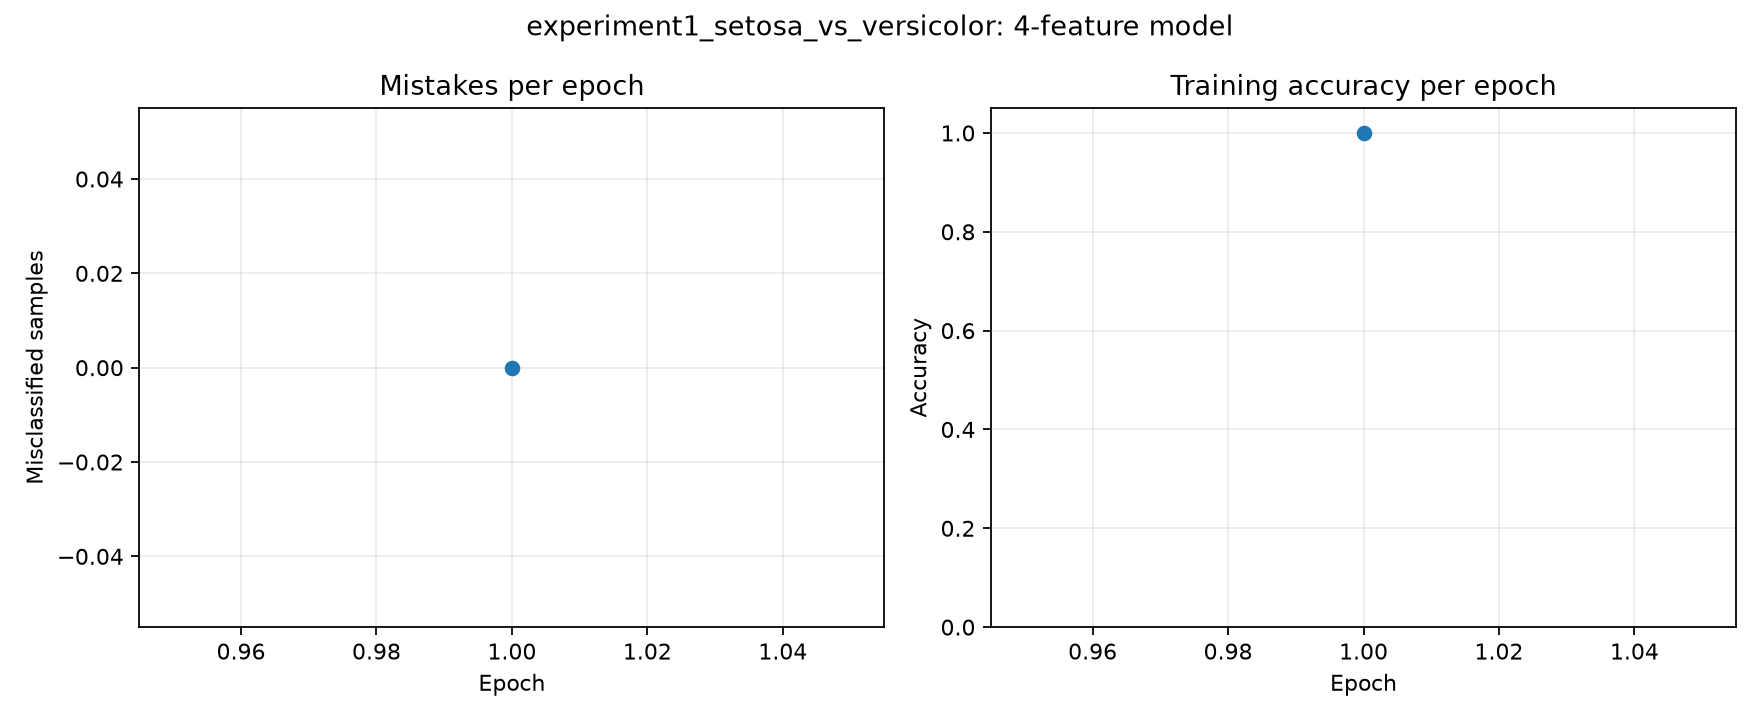 experiment1_setosa_vs_versicolor: 4-feature model
Mistakes per epoch
Misclassified samples
0.04
0.02
0.00
−0.02
−0.04
0.96 0.98 1.00 1.02 1.04
Epoch
Training accuracy per epoch
Accuracy
1.0
0.8
0.6
0.4
0.2
0.0
0.96 0.98 1.00 1.02 1.04
Epoch